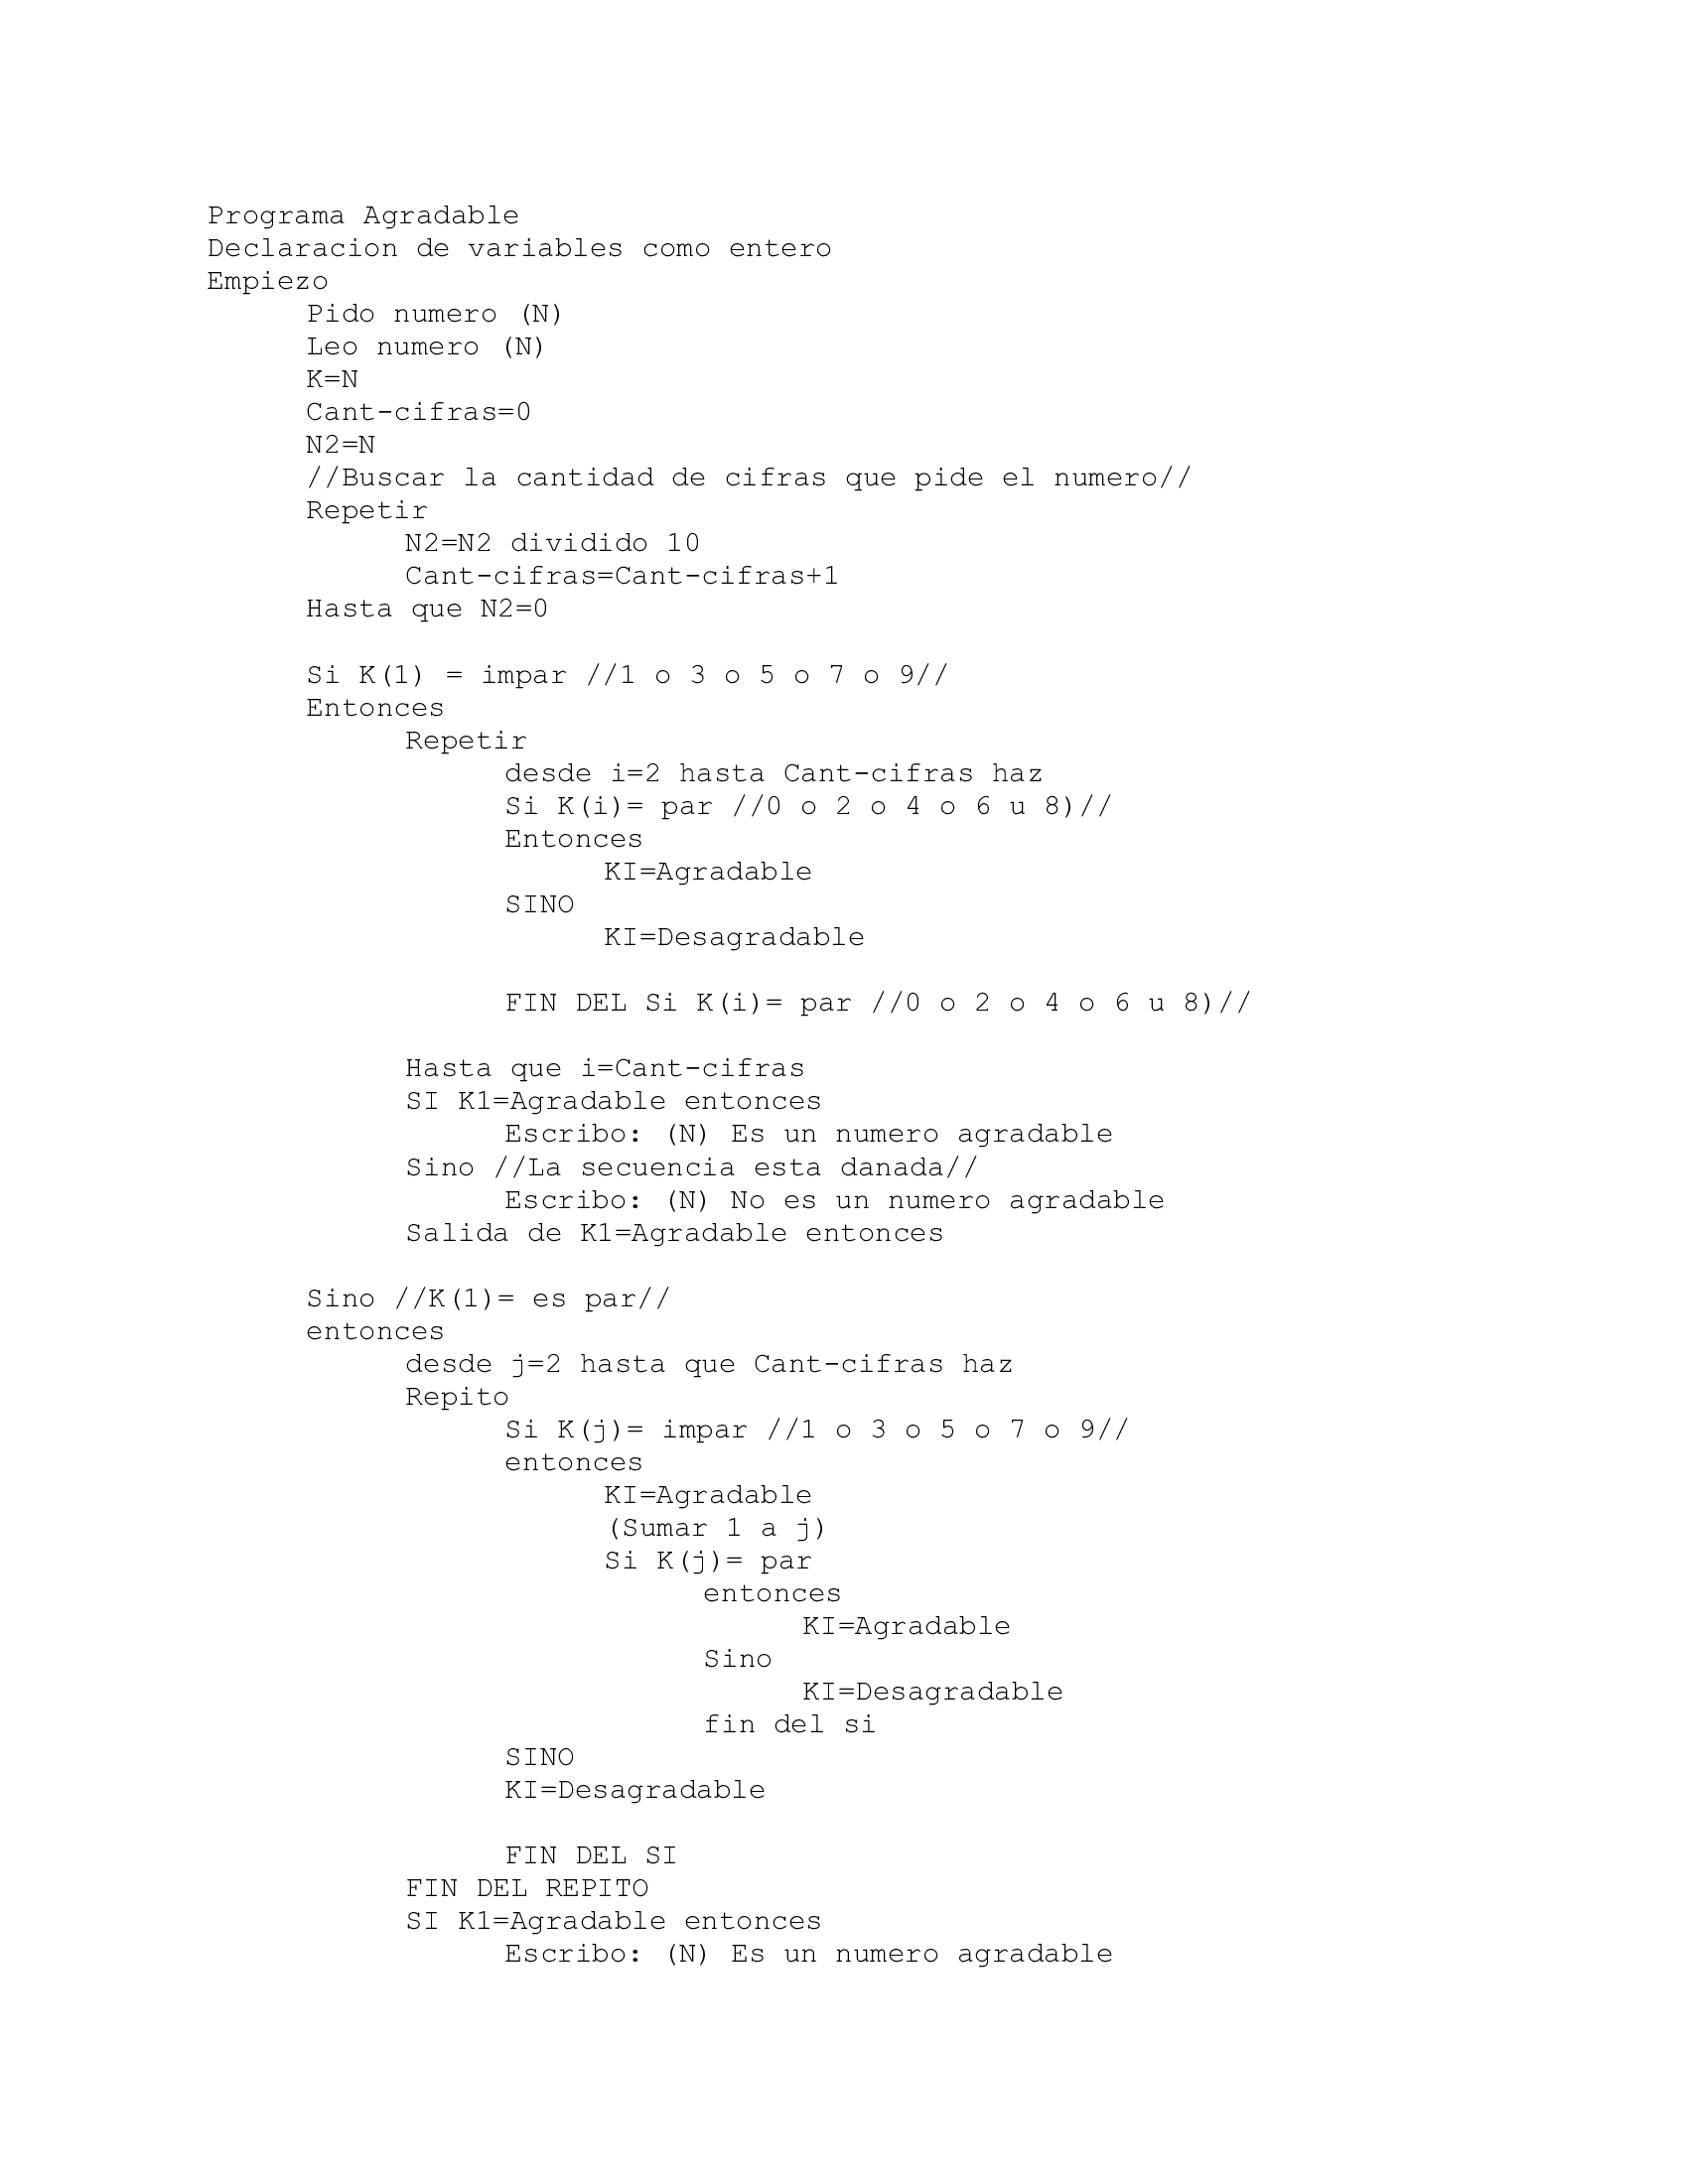 Programa Agradable
Declaracion de variables como entero
Empiezo
Pido numero (N)
Leo numero (N)
K=N
Cant-cifras=0
N2=N
//Buscar la cantidad de cifras que pide el numero//
Repetir
N2=N2 dividido 10
Cant-cifras=Cant-cifras+1
Hasta que N2=0
Si K(1) = impar //1 o 3 o 5 o 7 o 9//
Entonces
Repetir
desde i=2 hasta Cant-cifras haz
Si K(i)= par //0 o 2 o 4 o 6 u 8)//
Entonces
KI=Agradable
SINO
KI=Desagradable
FIN DEL Si K(i)= par //0 o 2 o 4 o 6 u 8)//
Hasta que i=Cant-cifras
SI K1=Agradable entonces
Escribo: (N) Es un numero agradable
Sino //La secuencia esta danada//
Escribo: (N) No es un numero agradable
Salida de K1=Agradable entonces
Sino //K(1)= es par//
entonces
desde j=2 hasta que Cant-cifras haz
Repito
Si K(j)= impar //1 o 3 o 5 o 7 o 9//
entonces
KI=Agradable
(Sumar 1 a j)
Si K(j)= par
entonces
KI=Agradable
Sino
KI=Desagradable
fin del si
SINO
KI=Desagradable
FIN DEL SI
FIN DEL REPITO
SI K1=Agradable entonces
Escribo: (N) Es un numero agradable